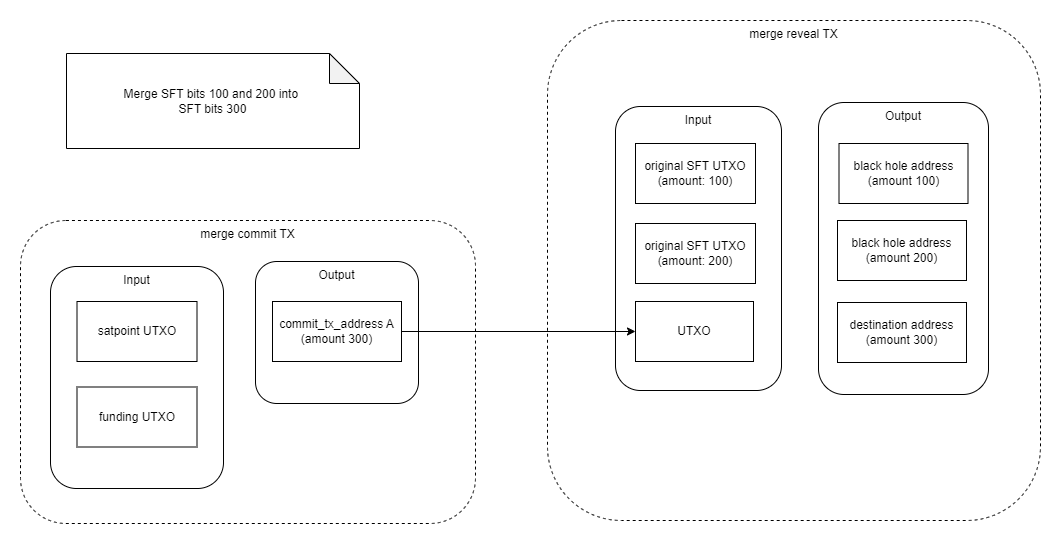 Merge SFT bits 100 and 200 into
SFT bits 300
merge commit TX
Input
satpoint UTXO
funding UTXO
Output
commit_tx_address A
(amount 300)
merge reveal TX
Input
original SFT UTXO
(amount: 100)
original SFT UTXO
(amount: 200)
UTXO
Output
black hole address
(amount 100)
black hole address
(amount 200)
destination address
(amount 300)